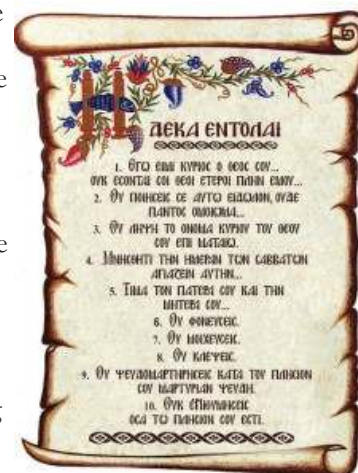 e
e
e
g
Η ΔΕΚΑ ΕΝΤΟΛΑΙ
1. ΕΓΩ ΕΙΜΙ ΚΥΡΙΟϹ Ο ΘΕΟϹ ϹΟΥ...
ΟΥΚ ΕϹΟΝΤΑΙ ϹΟΙ ΘΕΟΙ ΕΤΕΡΟΙ ΠΛΗΝ ΕΜΟΥ...
2. ΟΥ ΠΟΙΗϹΕΙϹ ϹΕ ΑΥΤΩ ΕΙΔΩΛΟΝ, ΟΥΔΕ
ΠΑΝΤΟϹ ΟΜΟΙΩΜΑ...
3. ΟΥ ΛΗΨΗ ΤΟ ΟΝΟΜΑ ΚΥΡΙΟΥ ΤΟΥ ΘΕΟΥ
ϹΟΥ ΕΠΙ ΜΑΤΑΙΩ.
4. ΜΝΗϹΘΗΤΙ ΤΗΝ ΗΜΕΡΑΝ ΤΩΝ ϹΑΒΒΑΤΩΝ
ΑΓΙΑΖΕΙΝ ΑΥΤΗΝ...
5. ΤΙΜΑ ΤΟΝ ΠΑΤΕΡΑ ϹΟΥ ΚΑΙ ΤΗΝ
ΜΗΤΕΡΑ ϹΟΥ...
6. ΟΥ ΦΟΝΕΥϹΕΙϹ.
7. ΟΥ ΜΟΙΧΕΥϹΕΙϹ.
8. ΟΥ ΚΛΕΨΕΙϹ.
9. ΟΥ ΨΕΥΔΟΜΑΡΤΗΡΗϹΕΙϹ ΚΑΤΑ ΤΟΥ ΠΛΗϹΙΟΝ
ϹΟΥ ΜΑΡΤΥΡΙΑΝ ΨΕΥΔΗ.
10. ΟΥΚ ΕΠΙΘΥΜΗϹΕΙϹ
ΟϹΑ ΤΩ ΠΛΗϹΙΟΝ ϹΟΥ ΕϹΤΙ.